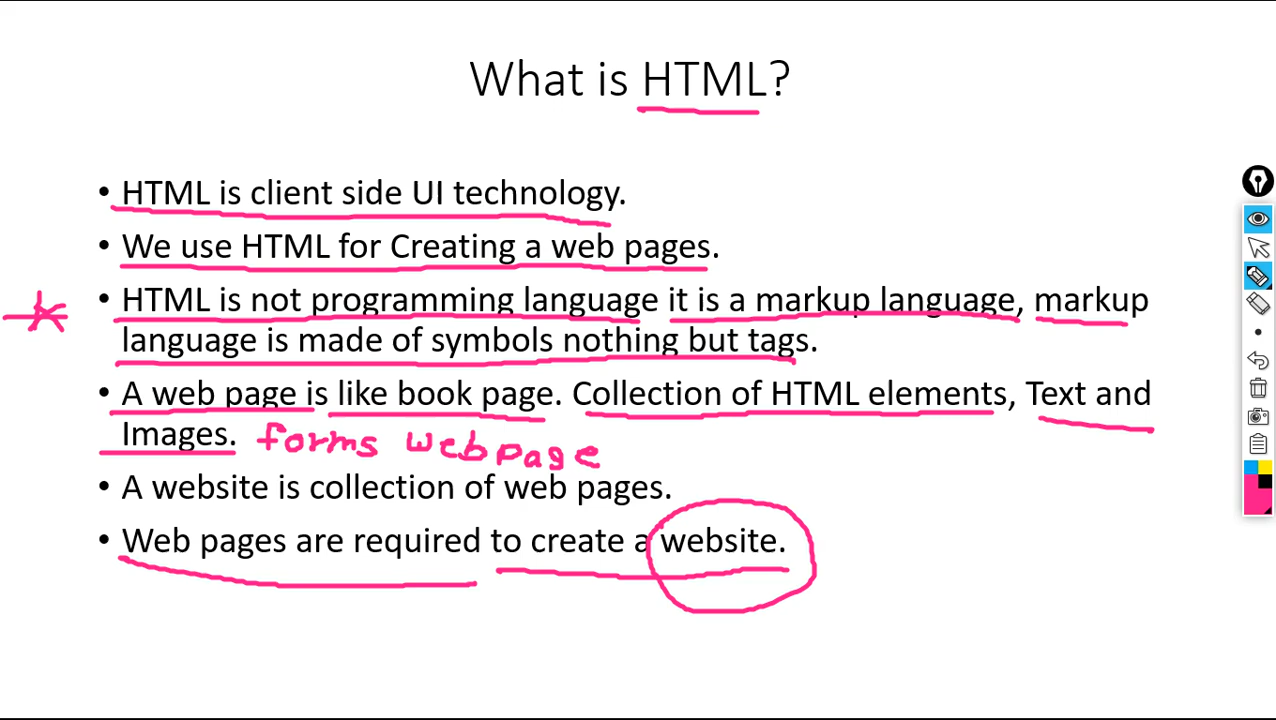 What is HTML?
• HTML is client side UI technology.
• We use HTML for Creating a web pages.
• HTML is not programming language it is a markup language, markup
language is made of symbols nothing but tags.
• A web page is like book page. Collection of HTML elements, Text and
Images. forms webpage
• A website is collection of web pages.
• Web pages are required to create a website.